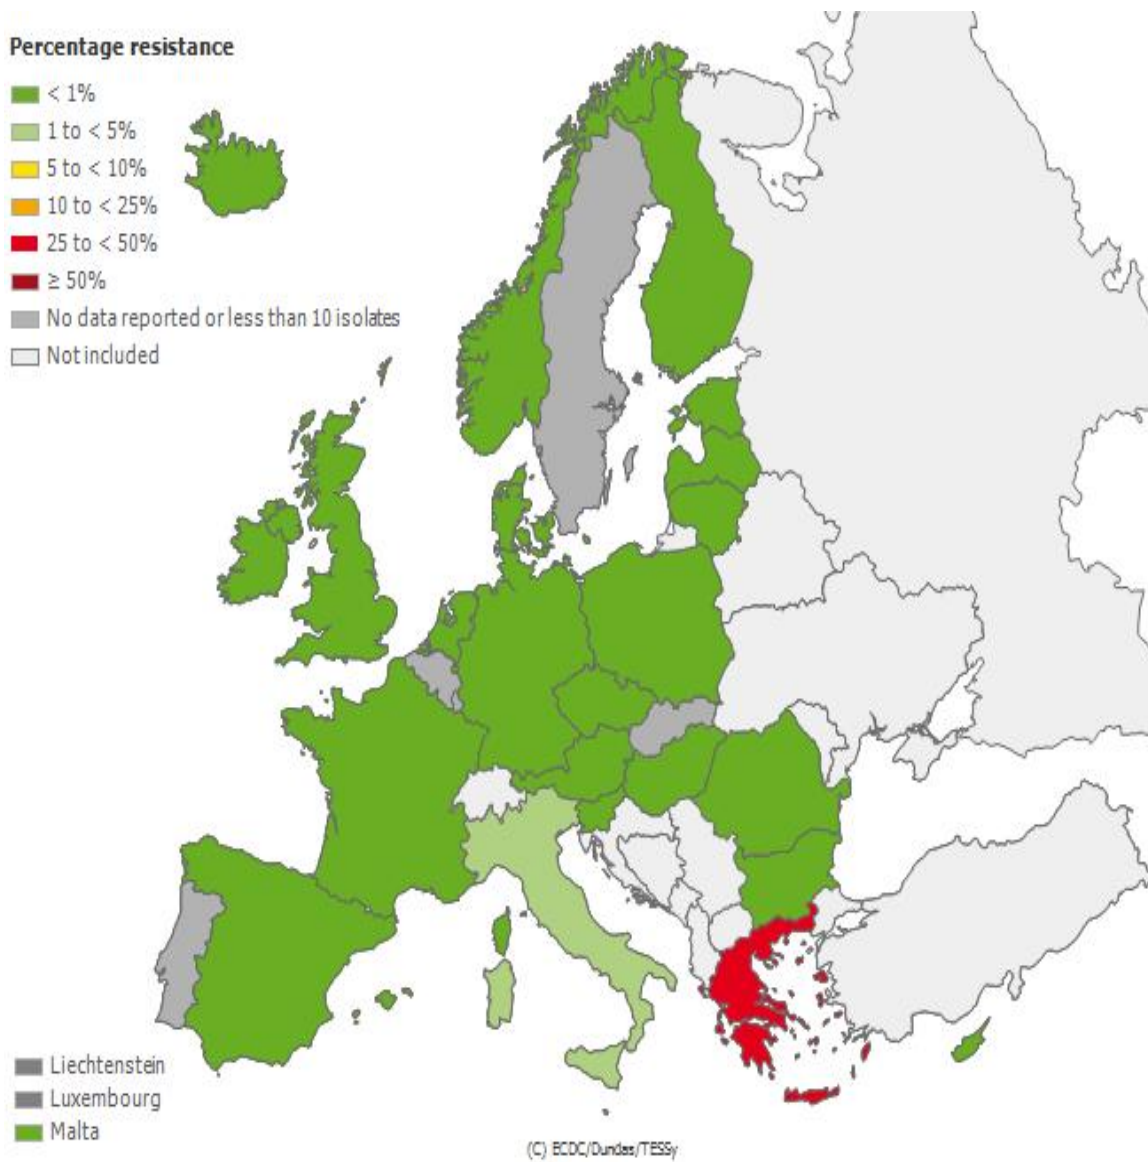 Percentage resistance
< 1%
1 to < 5%
5 to < 10%
10 to < 25%
25 to < 50%
≥ 50%
No data reported or less than 10 isolates
Not included
Liechtenstein
Luxembourg
Malta
(C) ECDC/Dundas/TESSy